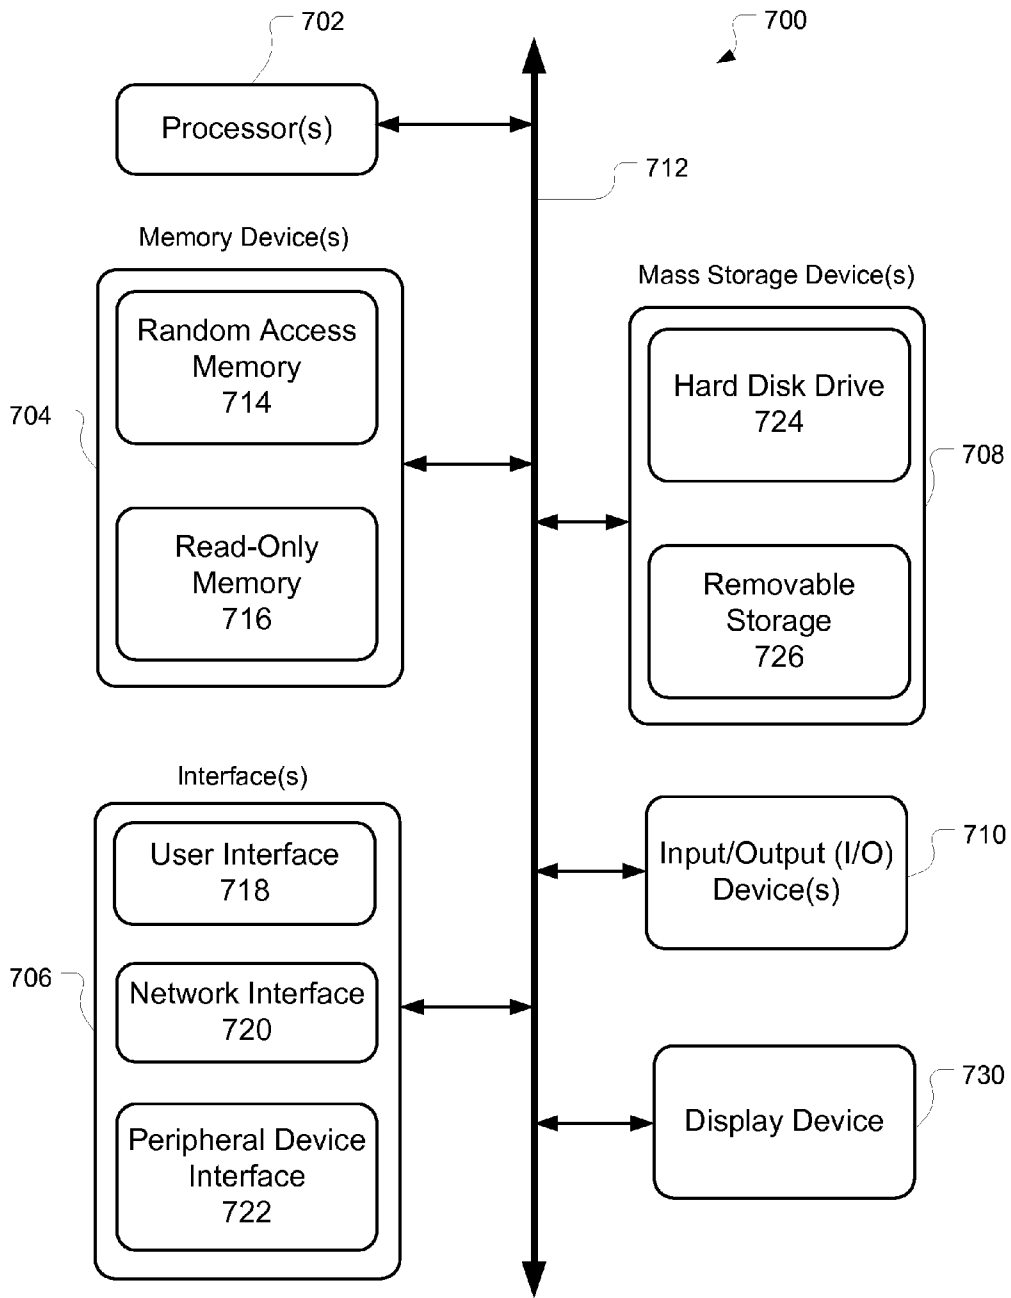 702
700
Processor(s)
712
Memory Device(s)
Random Access
Memory
714
704
Read-Only
Memory
716
Mass Storage Device(s)
Hard Disk Drive
724
708
Removable
Storage
726
Interface(s)
User Interface
718
706
Network Interface
720
Peripheral Device
Interface
722
Input/Output (I/O)
Device(s)
710
Display Device
730